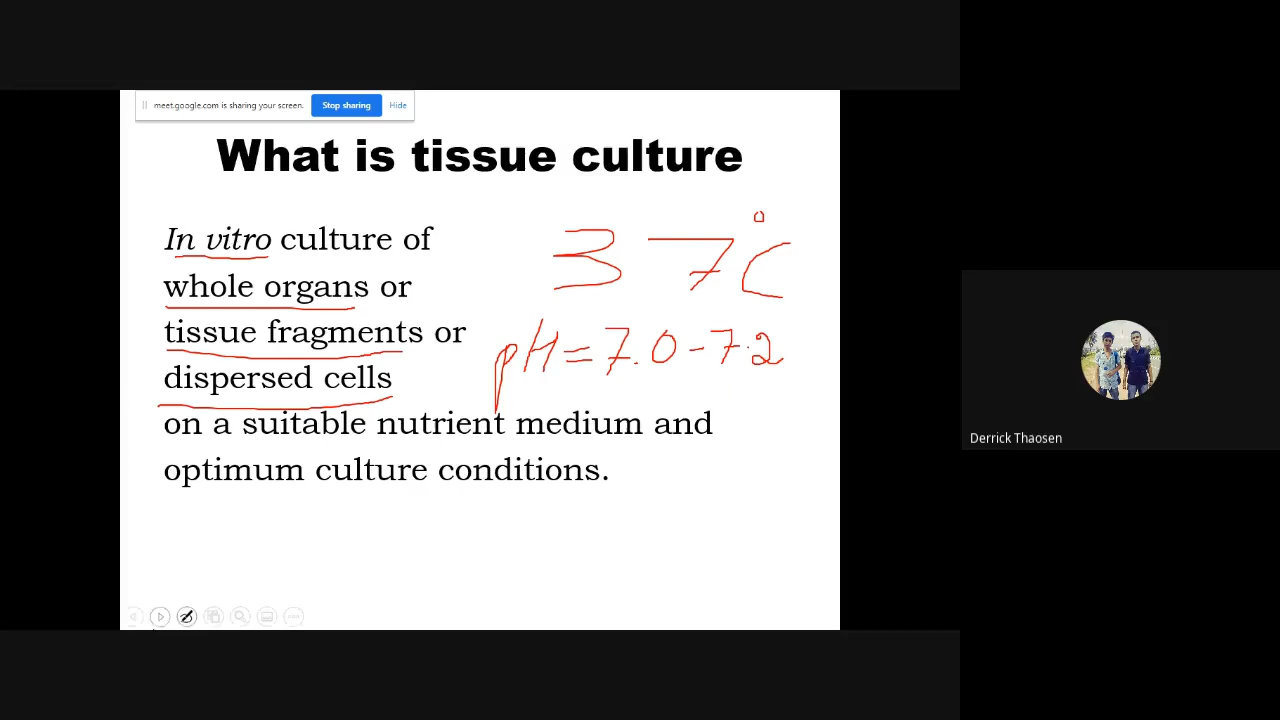 meet.google.com is sharing your screen. Stop sharing Hide
What is tissue culture
In vitro culture of
whole organs or
tissue fragments or
dispersed cells
on a suitable nutrient medium and
optimum culture conditions.
37°C
pH = 7.0 - 7.2
Derrick Thaosen